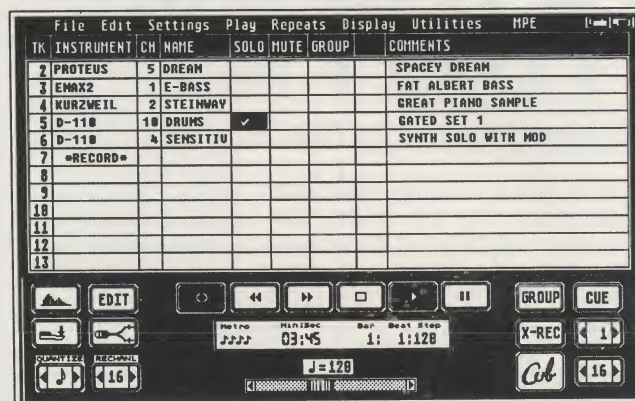 File Edit Settings Play Repeats Display Utilities MPE
TK INSTRUMENT CH NAME SOLO MUTE GROUP COMMENTS
2 PROTEUS 5 DREAM SPACEY DREAM
3 EMAX2 1 E-BASS FAT ALBERT BASS
4 KURZWEIL 2 STEINWAY GREAT PIANO SAMPLE
5 D-110 10 DRUMS ✓ GATED SET 1
6 D-110 4 SENSITIV SYNTH SOLO WITH MOD
7 *RECORD*
8
9
10
11
12
13
EDIT GROUP CUE
Metro Min:Sec Bar Beat Step
03:45 1: 1:128 X-REC 1
QUANTIZE RECHANL
16 ♩=120 Cub 16